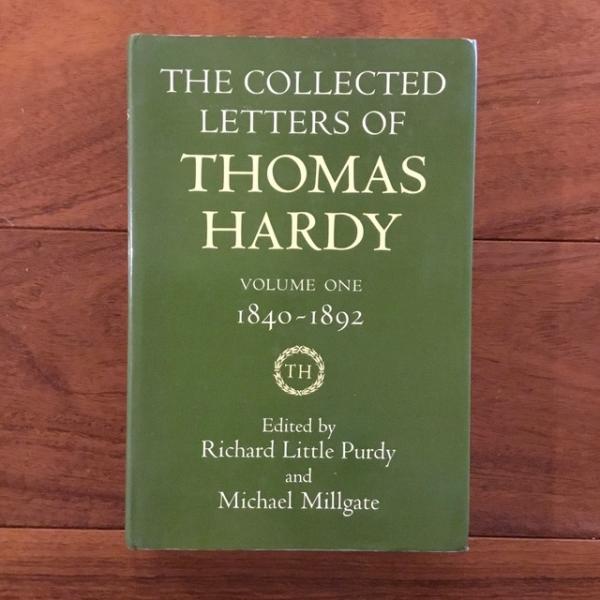 THE COLLECTED
LETTERS OF
THOMAS
HARDY
VOLUME ONE
1840-1892
TH
Edited by
Richard Little Purdy
and
Michael Millgate